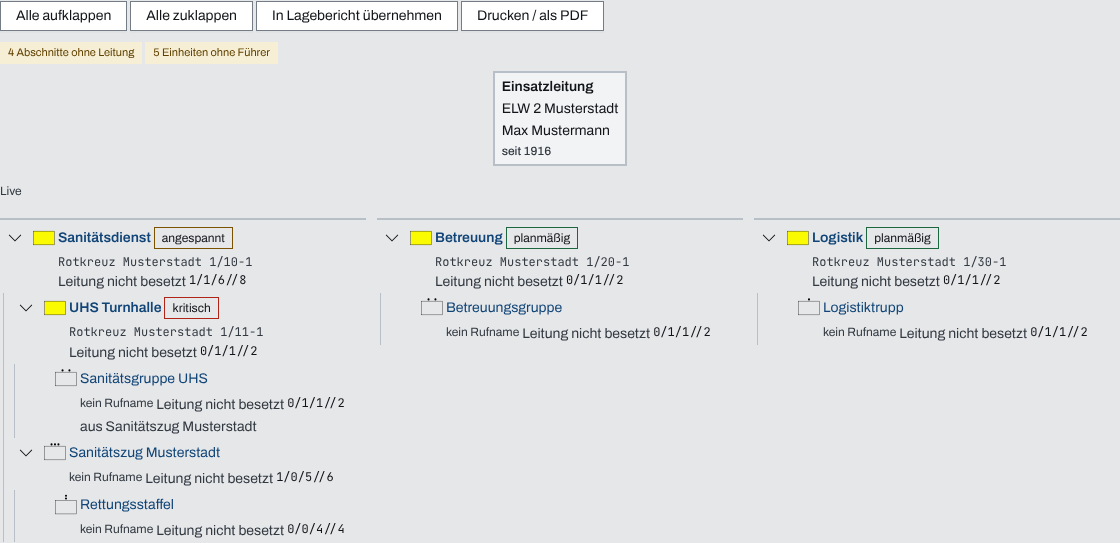 Alle aufklappen Alle zuklappen In Lagebericht übernehmen Drucken / als PDF
4 Abschnitte ohne Leitung 5 Einheiten ohne Führer
Einsatzleitung
ELW 2 Musterstadt
Max Mustermann
seit 1916
Live
Sanitätsdienst angespannt
Rotkreuz Musterstadt 1/10-1
Leitung nicht besetzt 1/1/6//8
UHS Turnhalle kritisch
Rotkreuz Musterstadt 1/11-1
Leitung nicht besetzt 0/1/1//2
Sanitätsgruppe UHS
kein Rufname Leitung nicht besetzt 0/1/1//2
aus Sanitätszug Musterstadt
Sanitätszug Musterstadt
kein Rufname Leitung nicht besetzt 1/0/5//6
Rettungsstaffel
kein Rufname Leitung nicht besetzt 0/0/4//4
Betreuung planmäßig
Rotkreuz Musterstadt 1/20-1
Leitung nicht besetzt 0/1/1//2
Betreuungsgruppe
kein Rufname Leitung nicht besetzt 0/1/1//2
Logistik planmäßig
Rotkreuz Musterstadt 1/30-1
Leitung nicht besetzt 0/1/1//2
Logistiktrupp
kein Rufname Leitung nicht besetzt 0/1/1//2